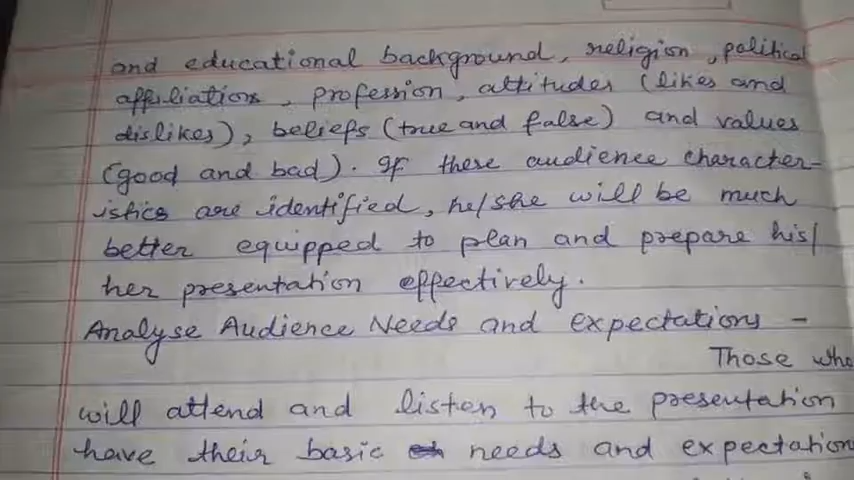 and educational background, religion, political
affiliations, profession, attitudes (likes and
dislikes), beliefs (true and false) and values
(good and bad). If these audience character-
istics are identified, he/she will be much
better equipped to plan and prepare his/
her presentation effectively.
Analyse Audience Needs and expectations -
Those who
will attend and listen to the presentation
have their basic needs and expectation